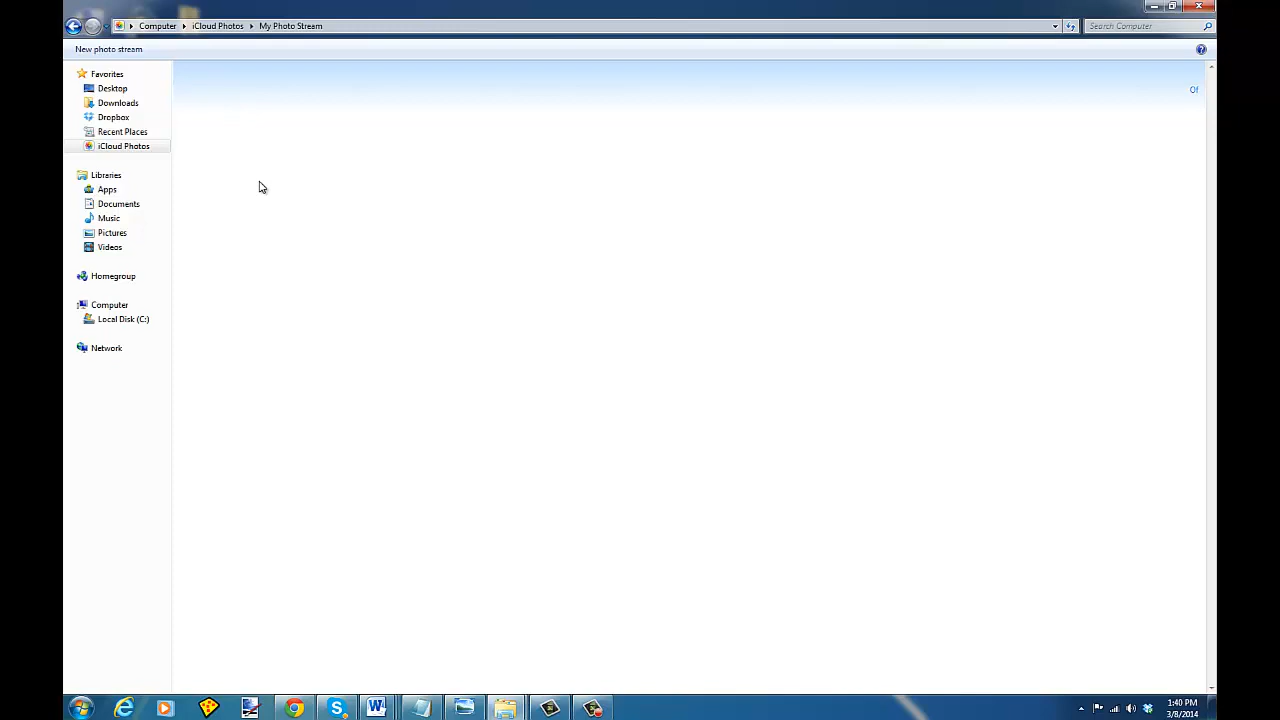 Computer iCloud Photos My Photo Stream
Search Computer
New photo stream
Of
Favorites
Desktop
Downloads
Dropbox
Recent Places
iCloud Photos
Libraries
Apps
Documents
Music
Pictures
Videos
Homegroup
Computer
Local Disk (C:)
Network
1:40 PM
3/8/2014